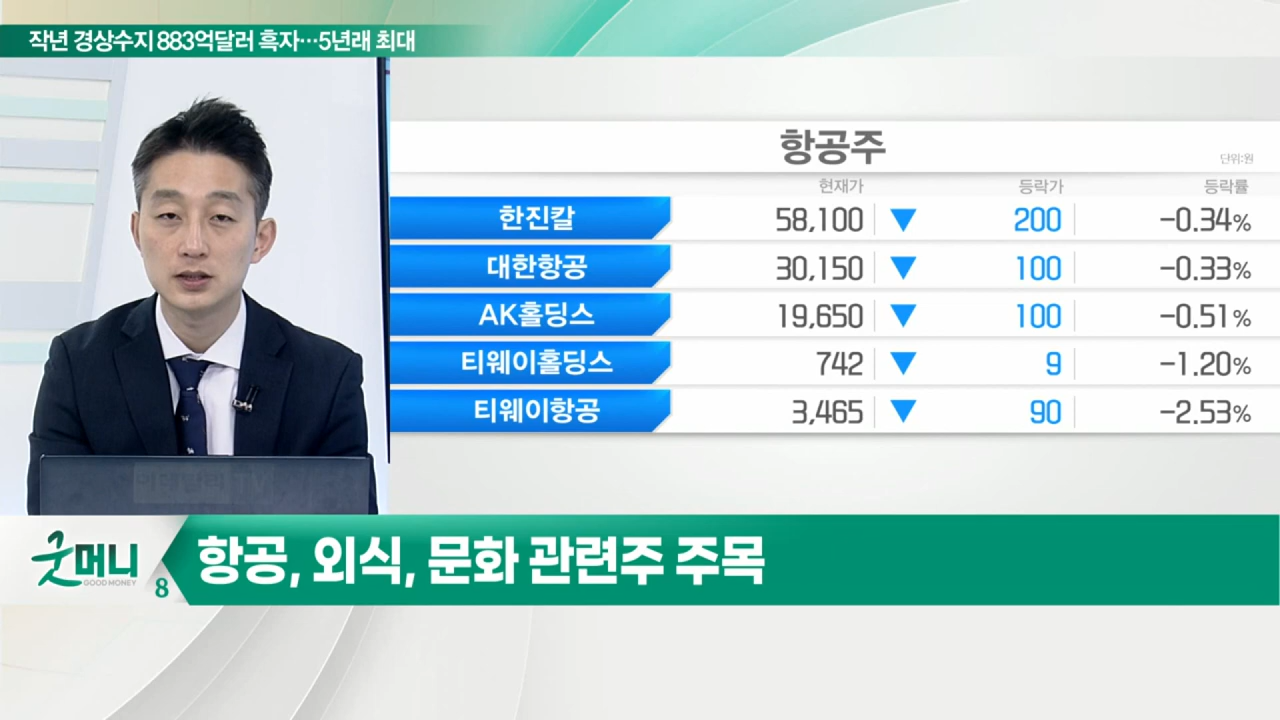 작년 경상수지 883억달러 흑자…5년래 최대
항공주
단위:원
현재가 등락가 등락률
한진칼 58,100 ▼ 200 -0.34%
대한항공 30,150 ▼ 100 -0.33%
AK홀딩스 19,650 ▼ 100 -0.51%
티웨이홀딩스 742 ▼ 9 -1.20%
티웨이항공 3,465 ▼ 90 -2.53%
굿머니
GOOD MONEY
8
항공, 외식, 문화 관련주 주목